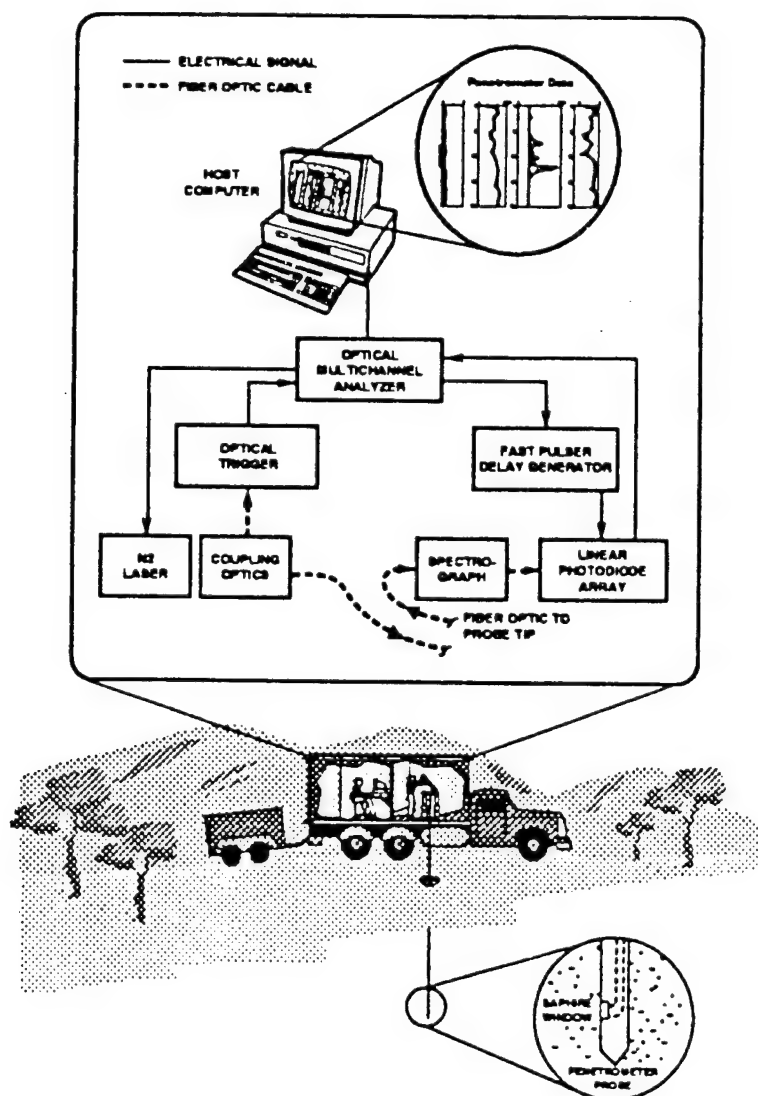 ELECTRICAL SIGNAL
FIBER OPTIC CABLE
Penetrometer Data
HOST
COMPUTER
OPTICAL
MULTICHANNEL
ANALYZER
OPTICAL
TRIGGER
FAST PULSER
DELAY GENERATOR
N2
LASER
COUPLING
OPTICS
SPECTRO-
GRAPH
LINEAR
PHOTODIODE
ARRAY
FIBER OPTIC TO
PROBE TIP
SAPHIRE
WINDOW
PENETROMETER
PROBE